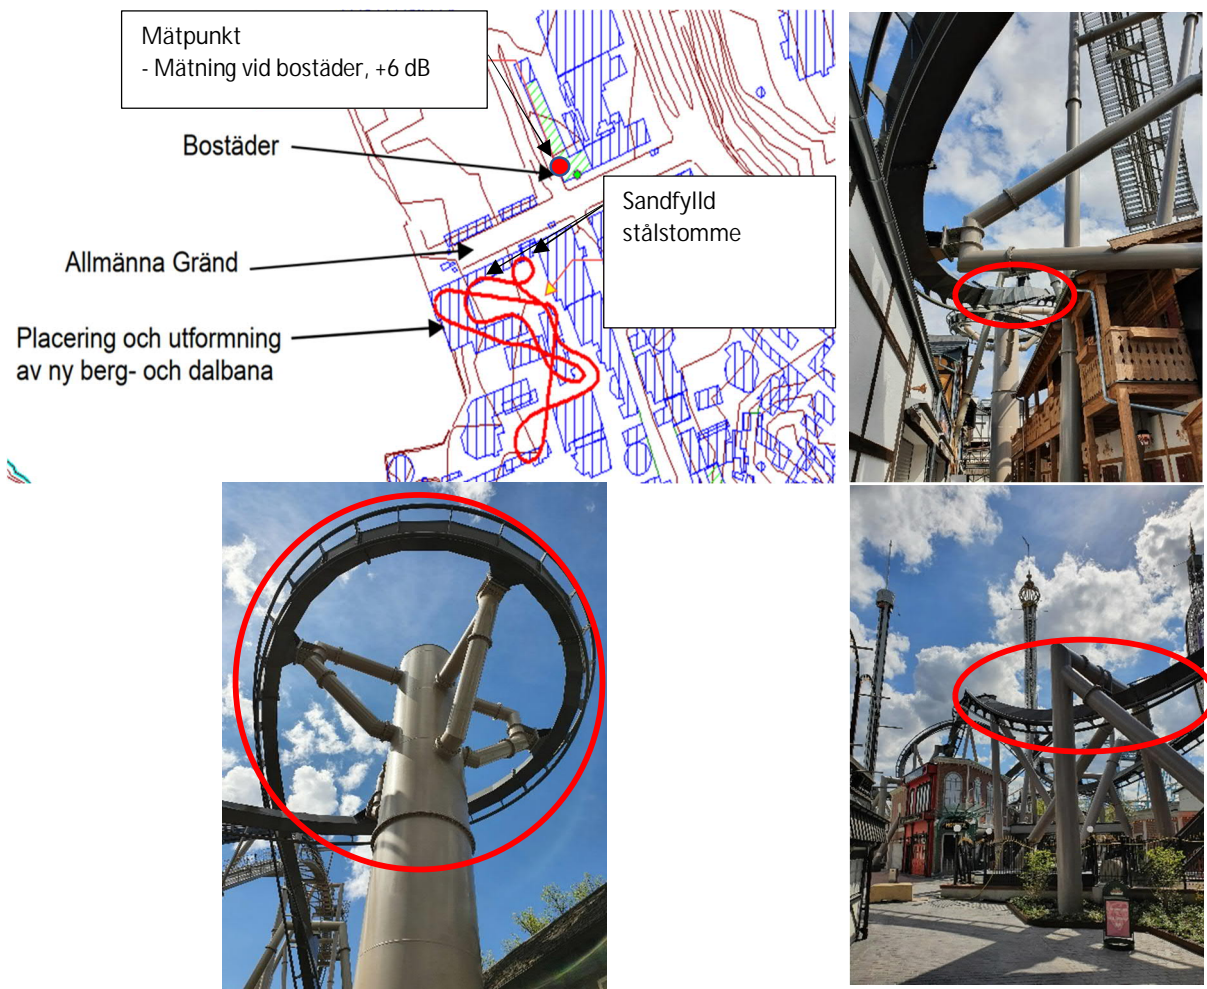 Mätpunkt
- Mätning vid bostäder, +6 dB
Bostäder
Sandfylld
stålstomme
Allmänna Gränd
Placering och utformning
av ny berg- och dalbana